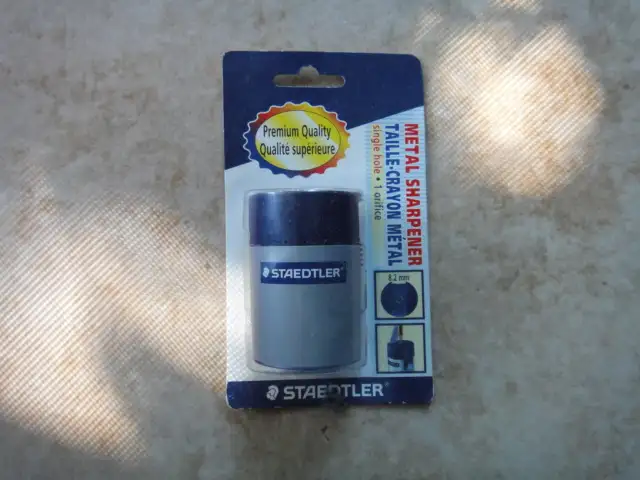 Premium Quality
Qualité supérieure
METAL SHARPENER
TAILLE-CRAYON MÉTAL
single hole • 1 orifice
8.2 mm
STAEDTLER
STAEDTLER